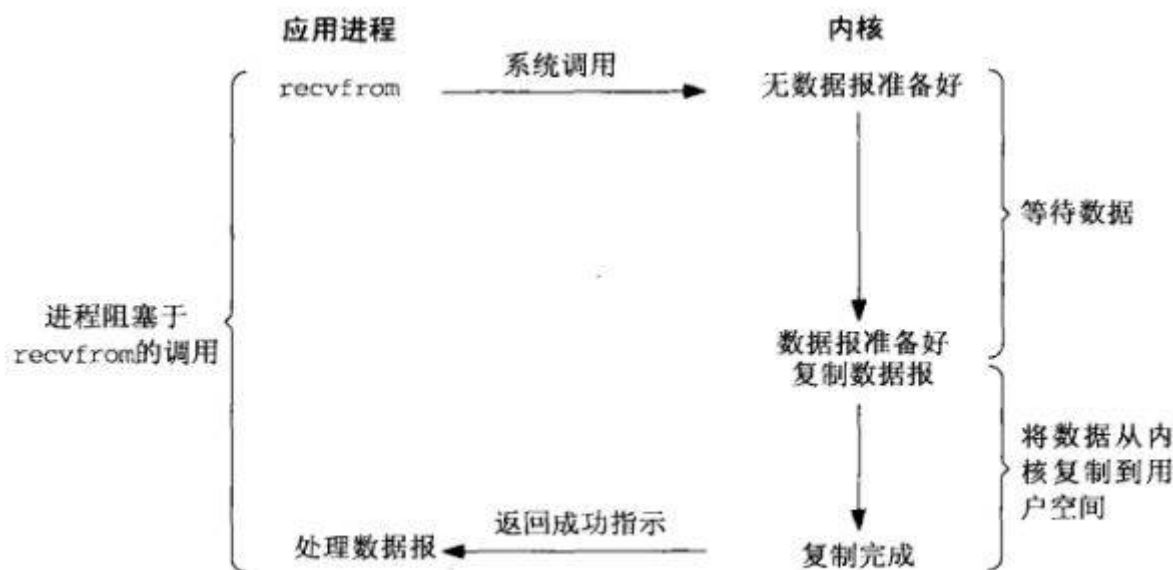 应用进程
内核
系统调用
recvfrom
无数据报准备好
等待数据
进程阻塞于
recvfrom的调用
数据报准备好
复制数据报
将数据从内
核复制到用
户空间
返回成功指示
处理数据报
复制完成